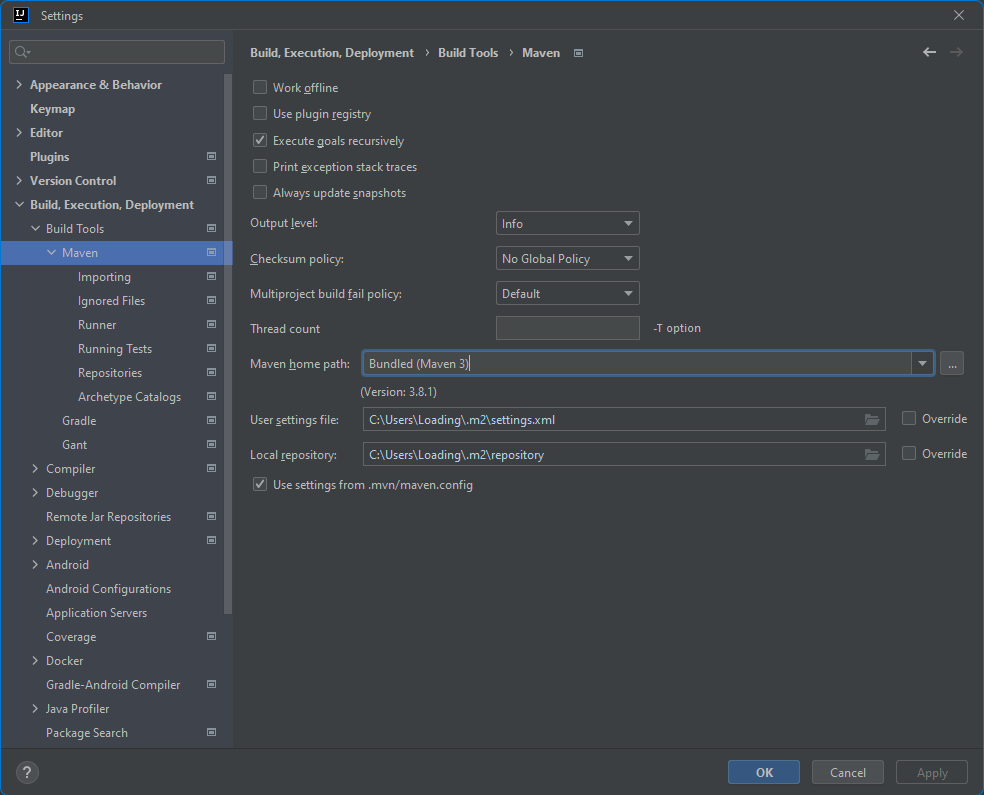 Settings
Appearance & Behavior
Keymap
Editor
Plugins
Version Control
Build, Execution, Deployment
Build Tools
Maven
Importing
Ignored Files
Runner
Running Tests
Repositories
Archetype Catalogs
Gradle
Gant
Compiler
Debugger
Remote Jar Repositories
Deployment
Android
Android Configurations
Application Servers
Coverage
Docker
Gradle-Android Compiler
Java Profiler
Package Search
Build, Execution, Deployment › Build Tools › Maven
Work offline
Use plugin registry
Execute goals recursively
Print exception stack traces
Always update snapshots
Output level: Info
Checksum policy: No Global Policy
Multiproject build fail policy: Default
Thread count -T option
Maven home path: Bundled (Maven 3) ...
(Version: 3.8.1)
User settings file: C:\Users\Loading\.m2\settings.xml Override
Local repository: C:\Users\Loading\.m2\repository Override
Use settings from .mvn/maven.config
? OK Cancel Apply